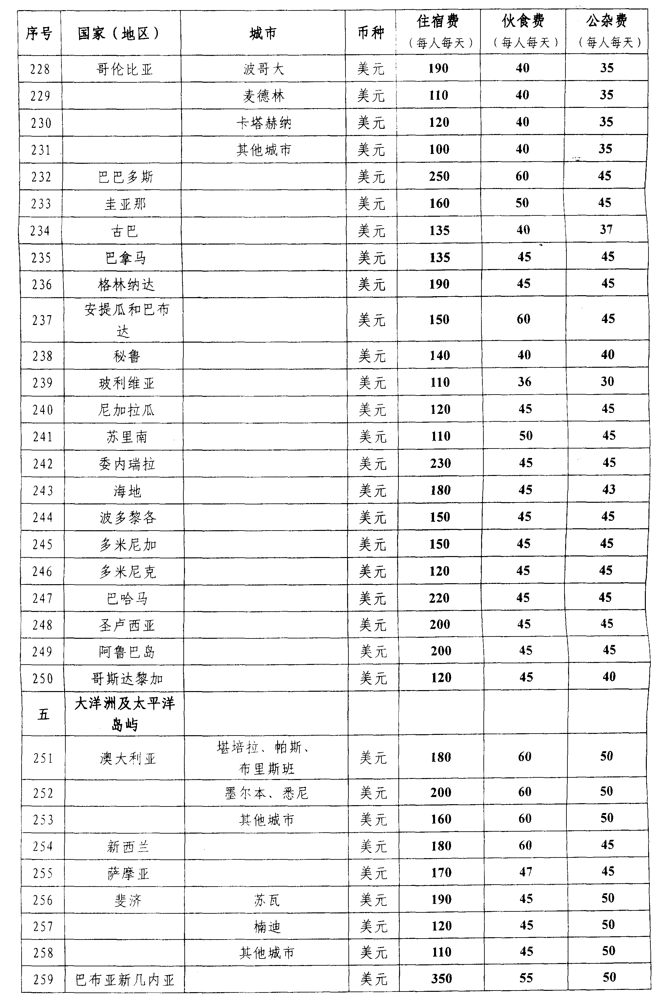 序号 国家（地区） 城市 币种 住宿费 伙食费 公杂费
（每人每天） （每人每天） （每人每天）
228 哥伦比亚 波哥大 美元 190 40 35
229 麦德林 美元 110 40 35
230 卡塔赫纳 美元 120 40 35
231 其他城市 美元 100 40 35
232 巴巴多斯 美元 250 60 45
233 圭亚那 美元 160 50 45
234 古巴 美元 135 40 37
235 巴拿马 美元 135 45 45
236 格林纳达 美元 190 45 45
237 安提瓜和巴布 美元 150 60 45
达
238 秘鲁 美元 140 40 40
239 玻利维亚 美元 110 36 30
240 尼加拉瓜 美元 120 45 45
241 苏里南 美元 110 50 45
242 委内瑞拉 美元 230 45 45
243 海地 美元 180 45 43
244 波多黎各 美元 150 45 45
245 多米尼加 美元 150 45 45
246 多米尼克 美元 120 45 45
247 巴哈马 美元 220 45 45
248 圣卢西亚 美元 200 45 45
249 阿鲁巴岛 美元 200 45 45
250 哥斯达黎加 美元 120 45 40
五 大洋洲及太平洋
岛屿
251 澳大利亚 堪培拉、帕斯、 美元 180 60 50
布里斯班
252 墨尔本、悉尼 美元 200 60 50
253 其他城市 美元 160 60 50
254 新西兰 美元 180 60 45
255 萨摩亚 美元 170 47 45
256 斐济 苏瓦 美元 190 45 50
257 楠迪 美元 120 45 50
258 其他城市 美元 110 45 50
259 巴布亚新几内亚 美元 350 55 50